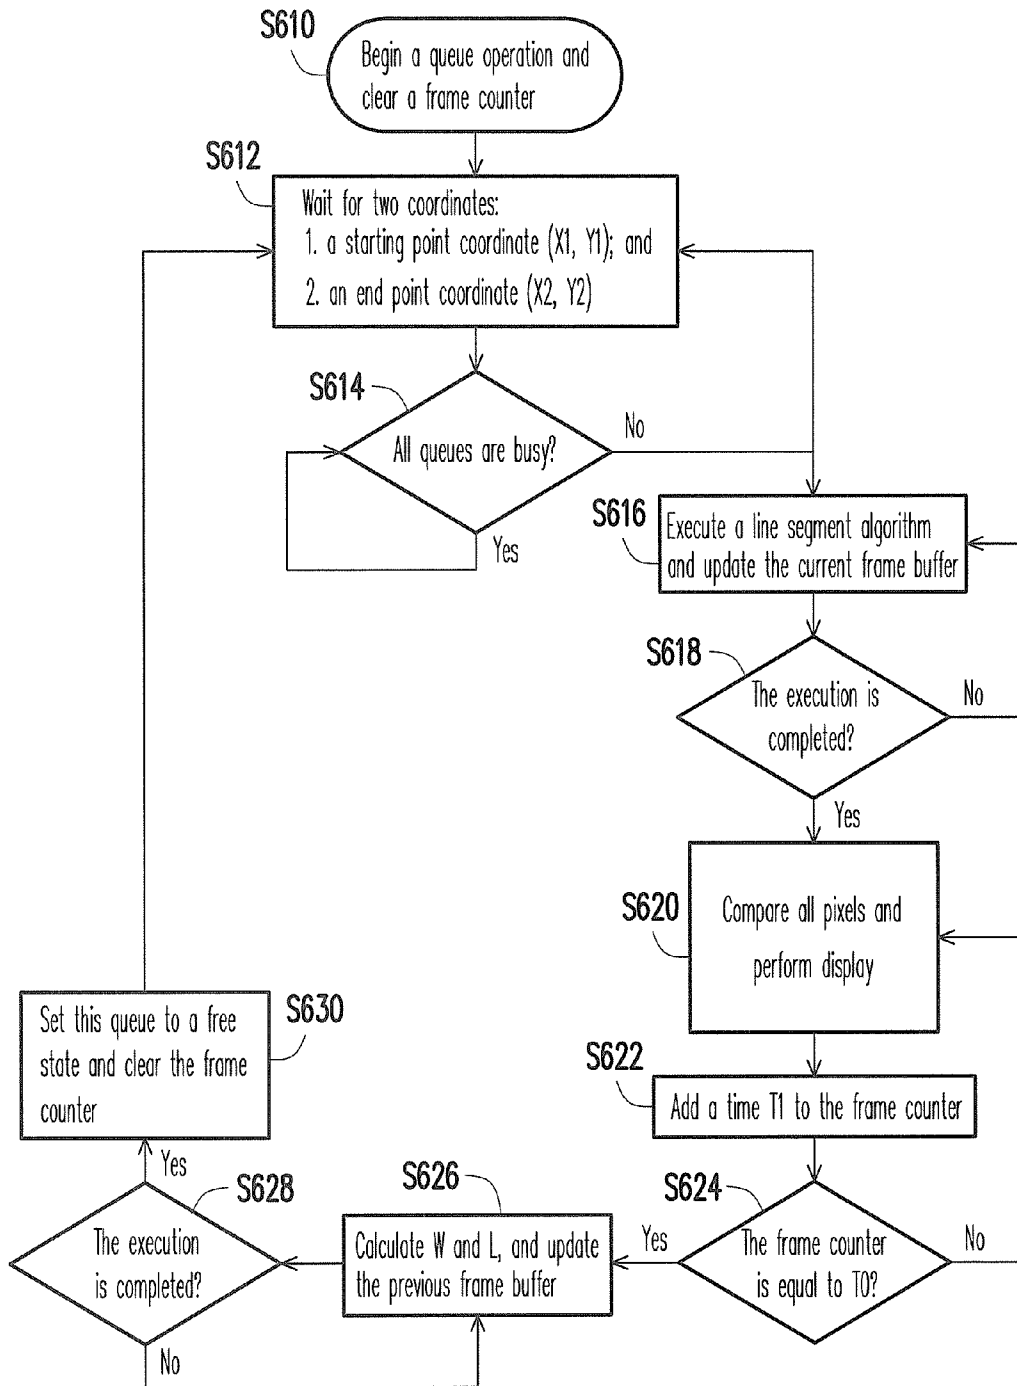 S610
Begin a queue operation and
clear a frame counter
S612
Wait for two coordinates:
1. a starting point coordinate (X1, Y1); and
2. an end point coordinate (X2, Y2)
S614
All queues are busy?
No
Yes
S616
Execute a line segment algorithm
and update the current frame buffer
S618
The execution is
completed?
No
Yes
S620
Compare all pixels and
perform display
S622
Add a time T1 to the frame counter
S624
The frame counter
is equal to T0?
No
Yes
S626
Calculate W and L, and update
the previous frame buffer
S628
The execution
is completed?
No
Yes
S630
Set this queue to a free
state and clear the frame
counter